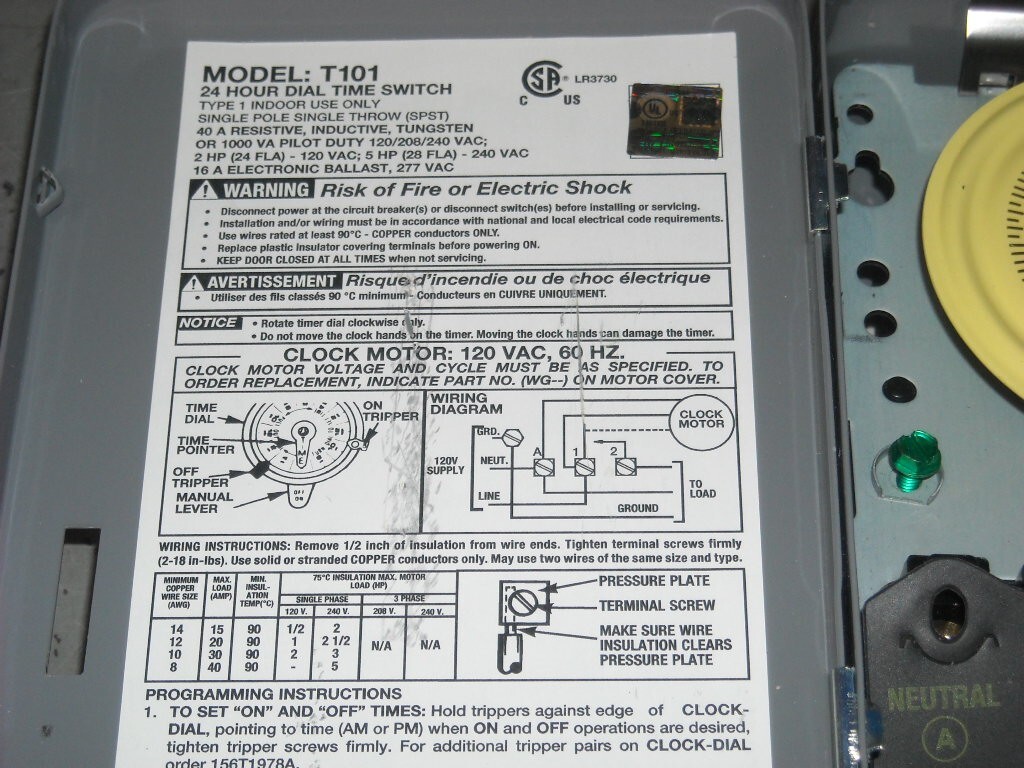 MODEL: T101
24 HOUR DIAL TIME SWITCH
TYPE 1 INDOOR USE ONLY
SINGLE POLE SINGLE THROW (SPST)
40 A RESISTIVE, INDUCTIVE, TUNGSTEN
OR 1000 VA PILOT DUTY 120/208/240 VAC;
2 HP (24 FLA) - 120 VAC; 5 HP (28 FLA) - 240 VAC
16 A ELECTRONIC BALLAST, 277 VAC
CSA ® LR3730
C US
UL
WARNING Risk of Fire or Electric Shock
• Disconnect power at the circuit breaker(s) or disconnect switch(es) before installing or servicing.
• Installation and/or wiring must be in accordance with national and local electrical code requirements.
• Use wires rated at least 90°C - COPPER conductors ONLY.
• Replace plastic insulator covering terminals before powering ON.
• KEEP DOOR CLOSED AT ALL TIMES when not servicing.
AVERTISSEMENT Risque d'incendie ou de choc électrique
• Utiliser des fils classés 90 °C minimum - Conducteurs en CUIVRE UNIQUEMENT.
NOTICE • Rotate timer dial clockwise only.
• Do not move the clock hands on the timer. Moving the clock hands can damage the timer.
CLOCK MOTOR: 120 VAC, 60 HZ.
CLOCK MOTOR VOLTAGE AND CYCLE MUST BE AS SPECIFIED. TO
ORDER REPLACEMENT, INDICATE PART NO. (WG--) ON MOTOR COVER.
TIME
DIAL
TIME
POINTER
OFF
TRIPPER
MANUAL
LEVER
ON
TRIPPER
OFF
ON
WIRING
DIAGRAM
CLOCK
MOTOR
GRD.
120V
SUPPLY
NEUT.
A 1 2
LINE
TO
LOAD
GROUND
WIRING INSTRUCTIONS: Remove 1/2 inch of insulation from wire ends. Tighten terminal screws firmly
(2-18 in-lbs). Use solid or stranded COPPER conductors only. May use two wires of the same size and type.
MINIMUM
COPPER
WIRE SIZE
(AWG)
MAX.
LOAD
(AMP)
MIN.
INSUL-
ATION
TEMP(°C)
75°C INSULATION MAX. MOTOR
LOAD (HP)
SINGLE PHASE 3 PHASE
120 V. 240 V. 208 V. 240 V.
14 15 90 1/2 2
12 20 90 1 2 1/2 N/A N/A
10 30 90 2 3
8 40 90 - 5
PRESSURE PLATE
TERMINAL SCREW
MAKE SURE WIRE
INSULATION CLEARS
PRESSURE PLATE
PROGRAMMING INSTRUCTIONS
1. TO SET "ON" AND "OFF" TIMES: Hold trippers against edge of CLOCK-
DIAL, pointing to time (AM or PM) when ON and OFF operations are desired,
tighten tripper screws firmly. For additional tripper pairs on CLOCK-DIAL
order 156T1978A.
NEUTRAL
A